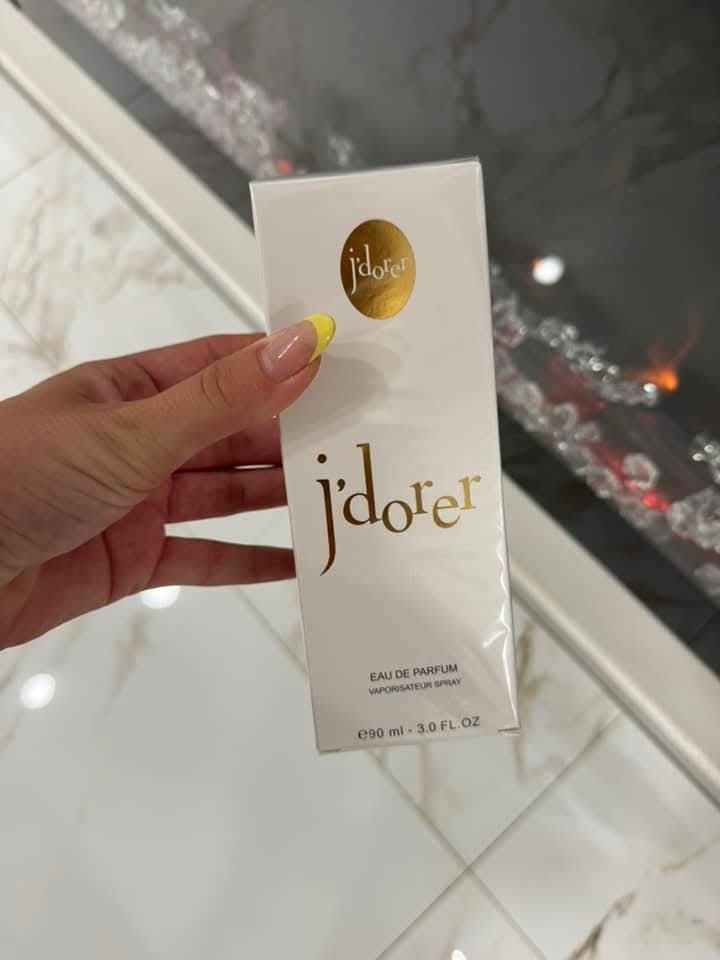 j'dorer
j'dorer
EAU DE PARFUM
VAPORISATEUR SPRAY
℮90 ml - 3.0 FL.OZ